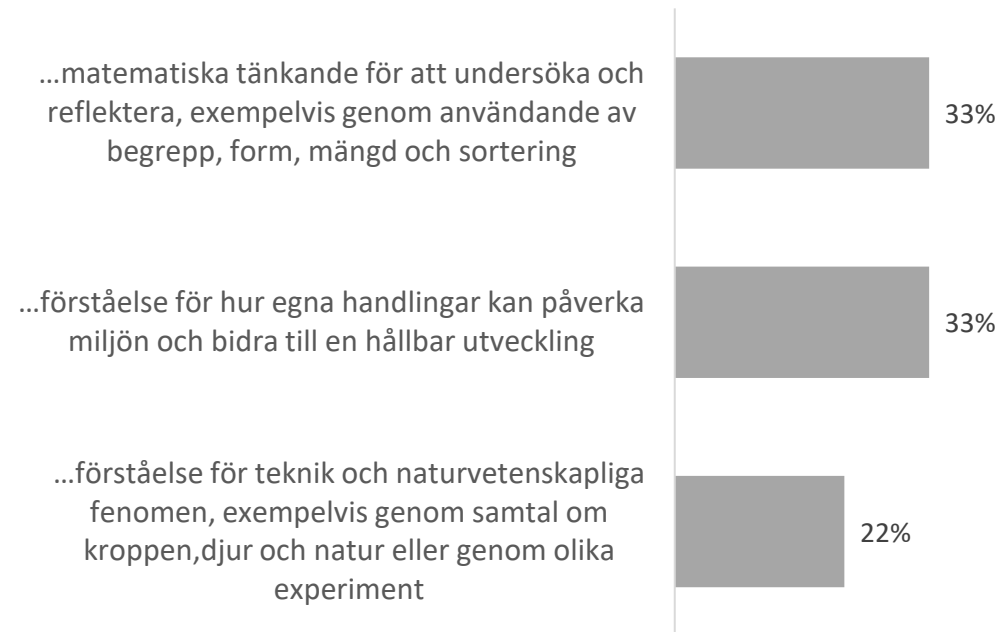 ...matematiska tänkande för att undersöka och
reflektera, exempelvis genom användande av
begrepp, form, mängd och sortering
33%
...förståelse för hur egna handlingar kan påverka
miljön och bidra till en hållbar utveckling
33%
...förståelse för teknik och naturvetenskapliga
fenomen, exempelvis genom samtal om
kroppen,djur och natur eller genom olika
experiment
22%